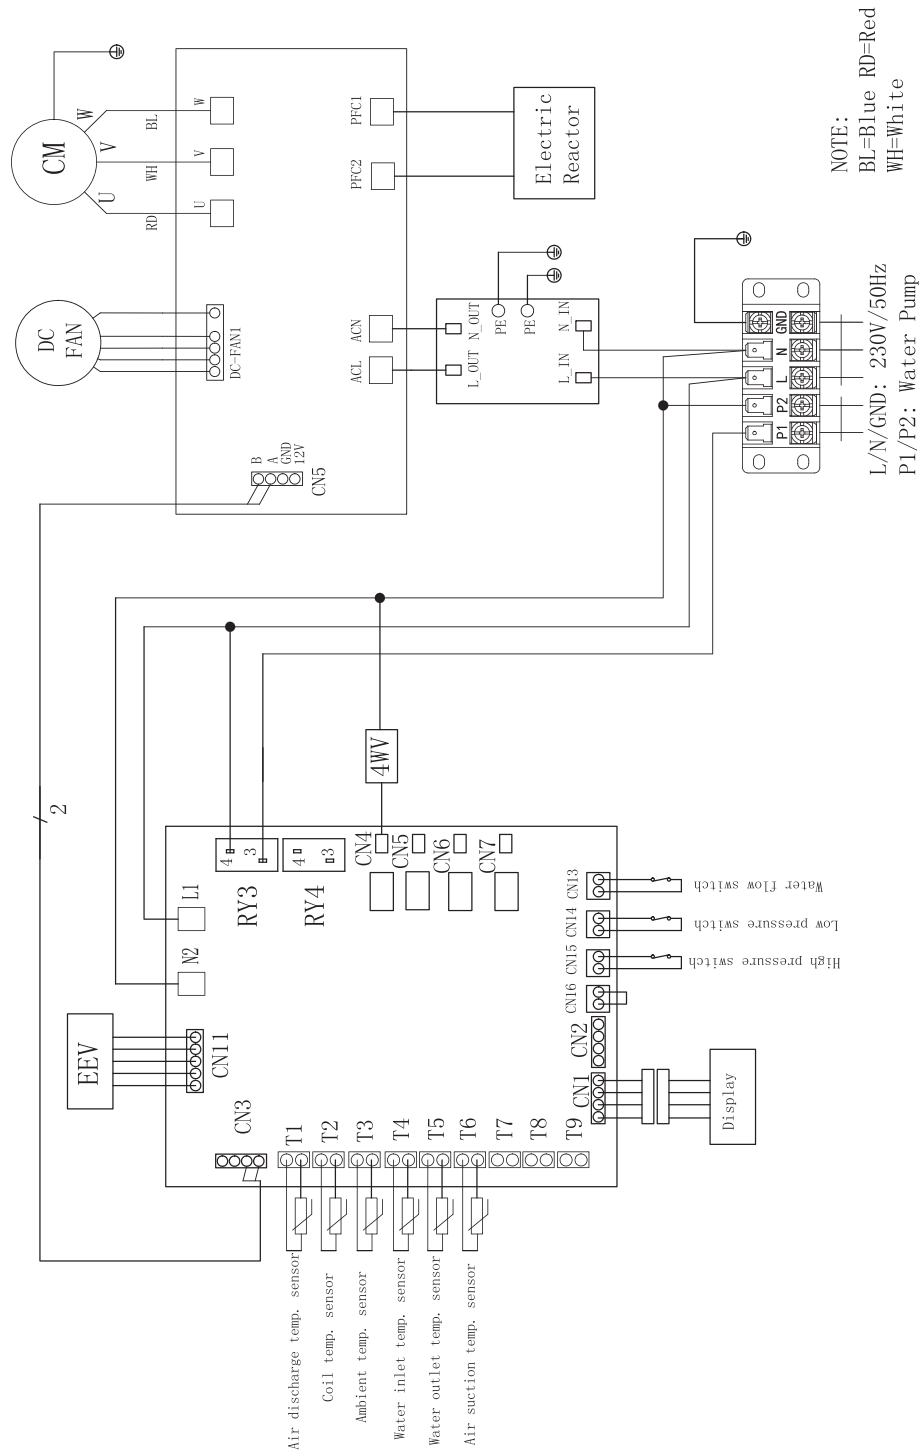 CM
W
V
U
BL
WH
RD
W
V
U
DC
FAN
DC-FAN1
PFC1
PFC2
Electric
Reactor
ACN
ACL
N_OUT
L_OUT
PE
PE
N_IN
L_IN
B
A
GND
12V
CN5
GND
N
L
P2
P1
L/N/GND: 230V/50Hz
P1/P2: Water Pump
NOTE:
BL=Blue RD=Red
WH=White
2
4WV
L1
N2
4
3
RY3
4
3
RY4
CN4
CN5
CN6
CN7
CN13
CN14
CN15
CN16
CN2
CN1
Water flow switch
Low pressure switch
High pressure switch
Display
EEV
CN11
CN3
T1
T2
T3
T4
T5
T6
T7
T8
T9
Air discharge temp. sensor
Coil temp. sensor
Ambient temp. sensor
Water inlet temp. sensor
Water outlet temp. sensor
Air suction temp. sensor